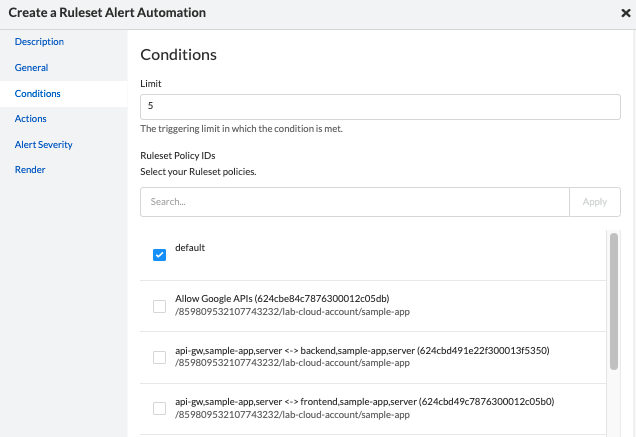 Create a Ruleset Alert Automation
Description
General
Conditions
Actions
Alert Severity
Render
Conditions
Limit
5
The triggering limit in which the condition is met.
Ruleset Policy IDs
Select your Ruleset policies.
Search...
Apply
default
Allow Google APIs (624cbe84c7876300012c05db)
/859809532107743232/lab-cloud-account/sample-app
api-gw,sample-app,server <-> backend,sample-app,server (624cbd491e22f300013f5350)
/859809532107743232/lab-cloud-account/sample-app
api-gw,sample-app,server <-> frontend,sample-app,server (624cbd49c7876300012c05b0)
/859809532107743232/lab-cloud-account/sample-app